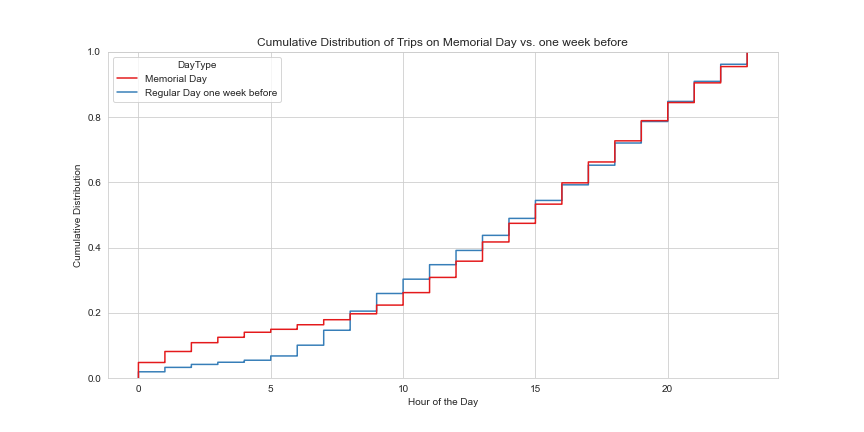 Cumulative Distribution of Trips on Memorial Day vs. one week before
1.0
DayType
Memorial Day
Regular Day one week before
0.8
0.6
0.4
0.2
0.0
Cumulative Distribution
0 5 10 15 20
Hour of the Day